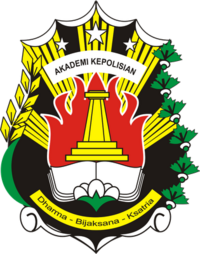 AKADEMI KEPOLISIAN
Dharma - Bijaksana - Ksatria